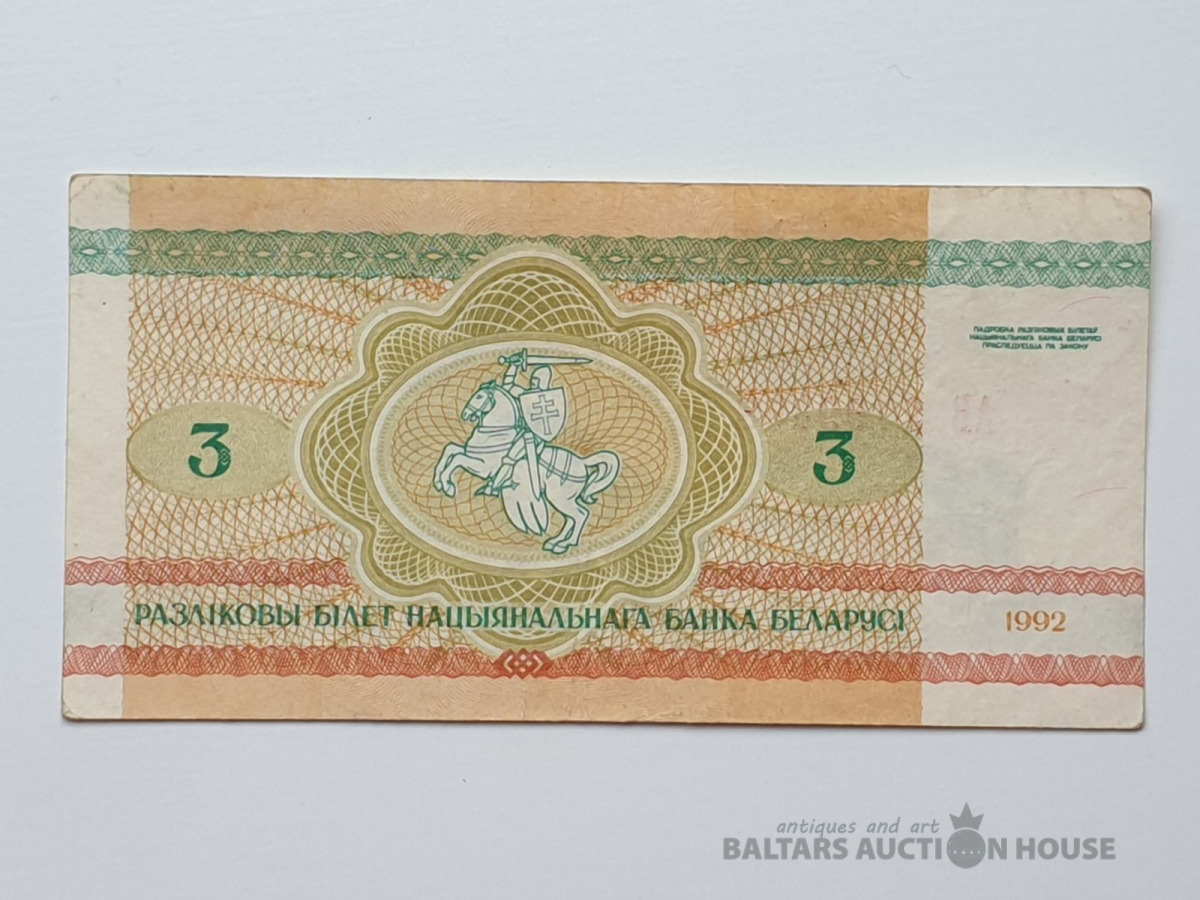 ПАДРОБКА РАЗЛІКОВЫХ БІЛЕТАЎ
НАЦЫЯНАЛЬНАГА БАНКА БЕЛАРУСІ
ПРАСЛЕДУЕЦЦА ПА ЗАКОНУ
3
3
РАЗЛІКОВЫ БІЛЕТ НАЦЫЯНАЛЬНАГА БАНКА БЕЛАРУСІ
1992
antiques and art
BALTARS AUCTION HOUSE